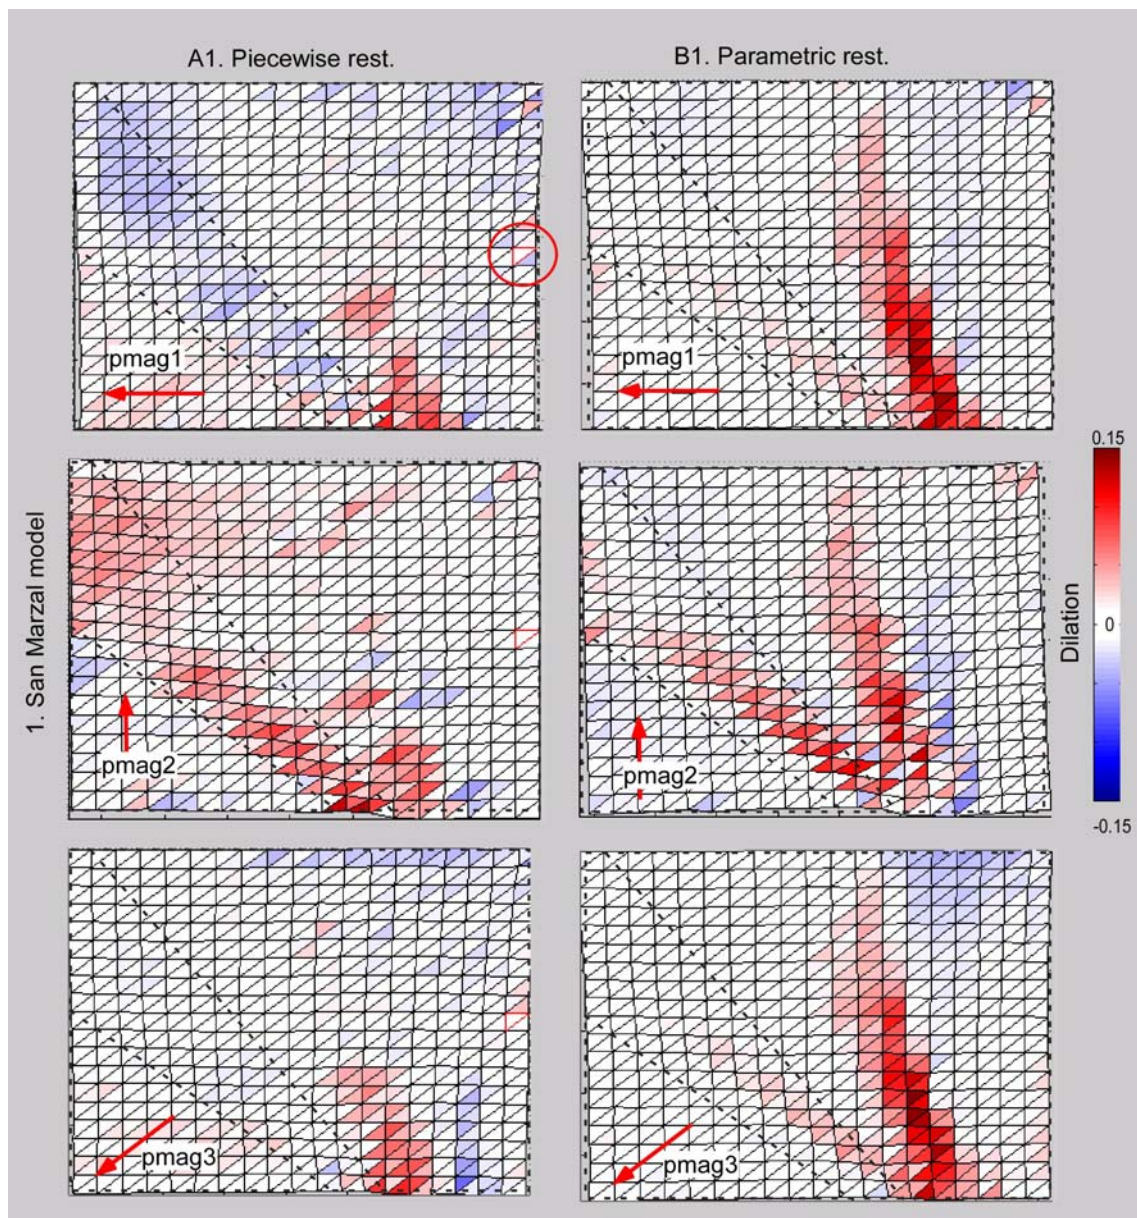 A1. Piecewise rest.
B1. Parametric rest.
pmag1
pmag1
1. San Marzal model
pmag2
pmag2
0.15
0
-0.15
Dilation
pmag3
pmag3